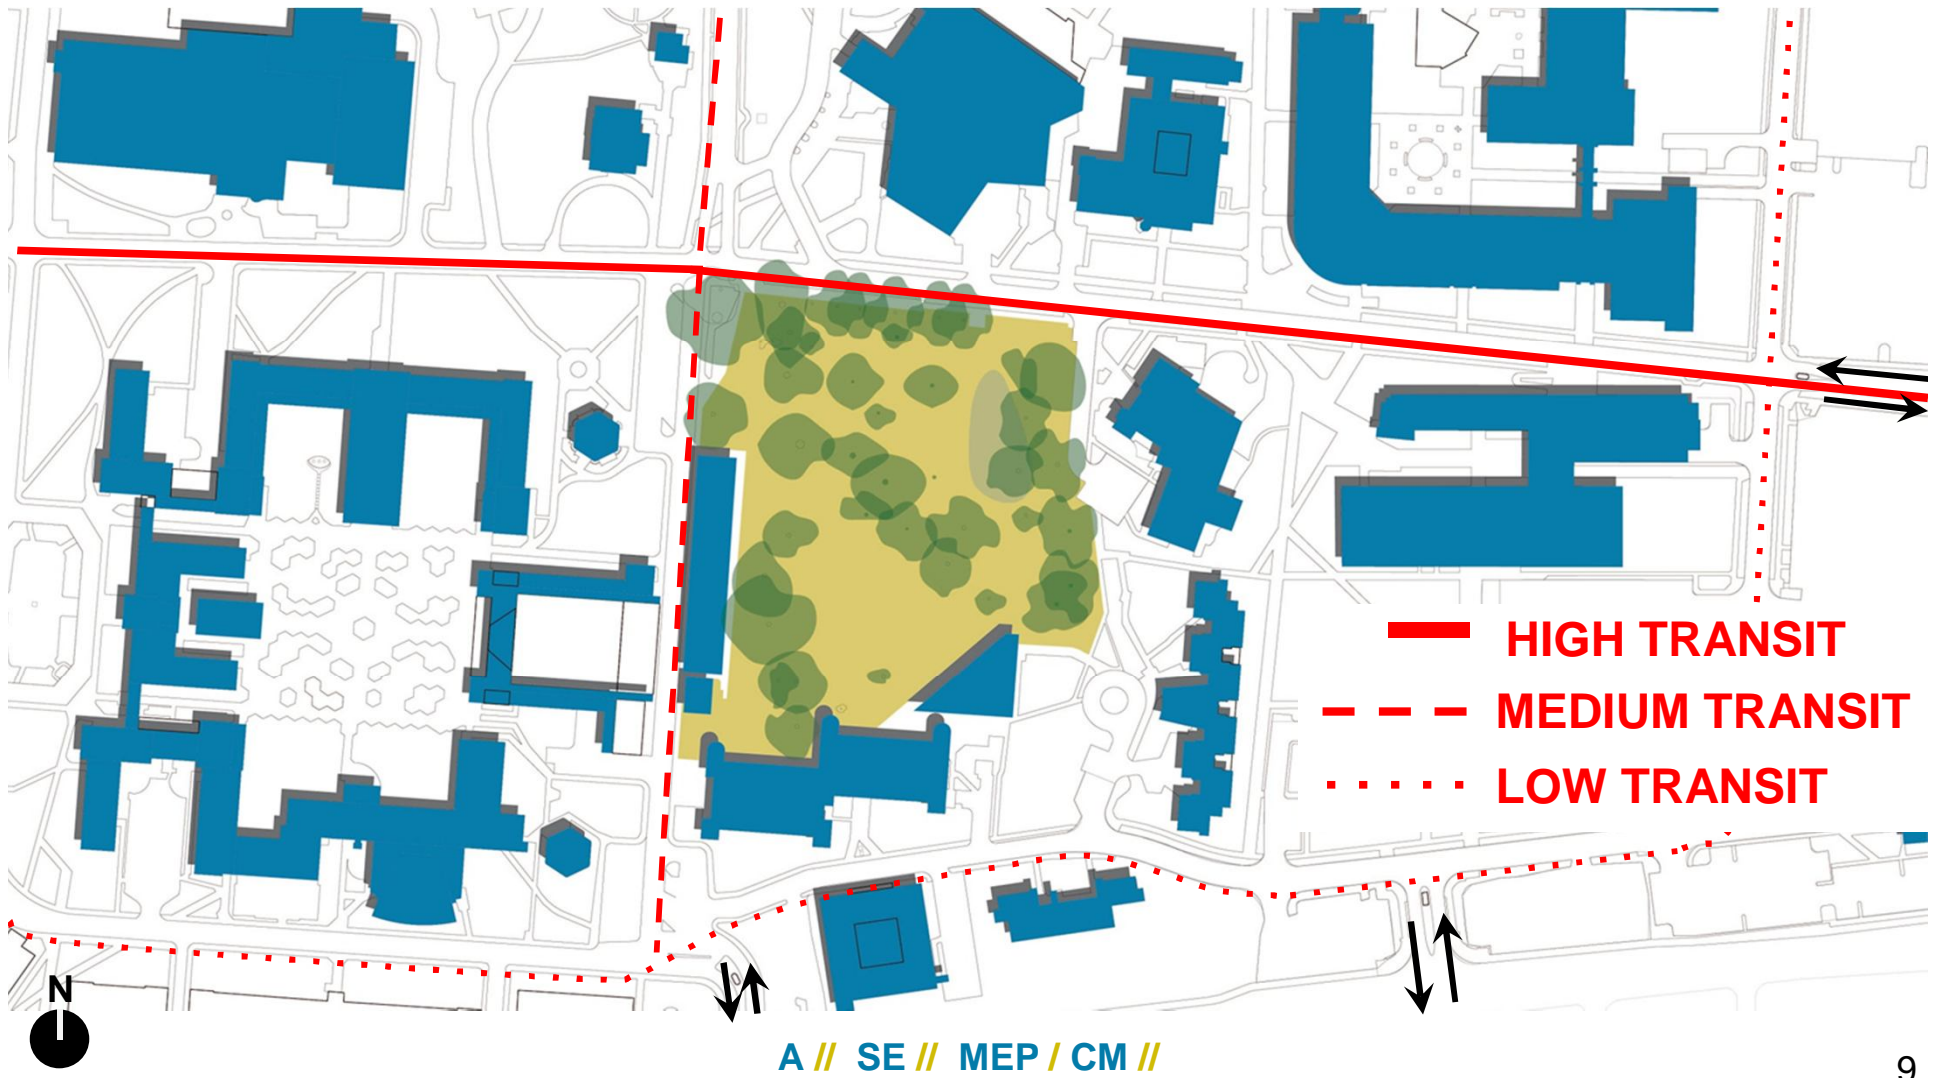 HIGH TRANSIT
MEDIUM TRANSIT
LOW TRANSIT
N
A // SE // MEP / CM //
9